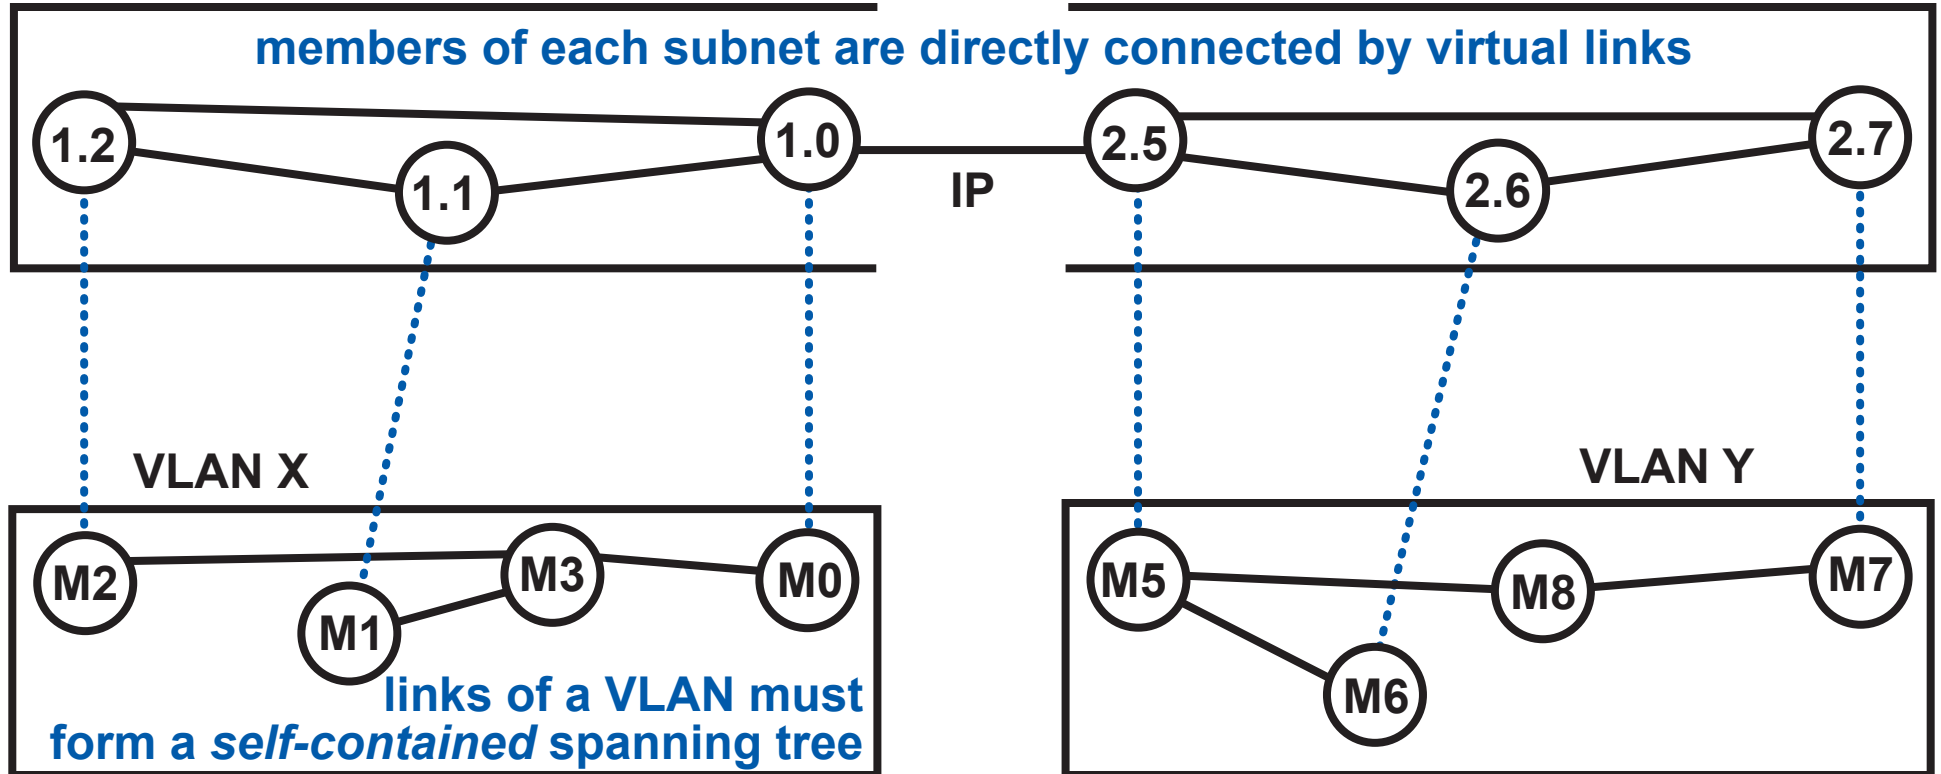 members of each subnet are directly connected by virtual links
1.2
1.1
1.0
IP
2.5
2.6
2.7
VLAN X
VLAN Y
M2
M1
M3
M0
M5
M8
M7
M6
links of a VLAN must
form a self-contained spanning tree